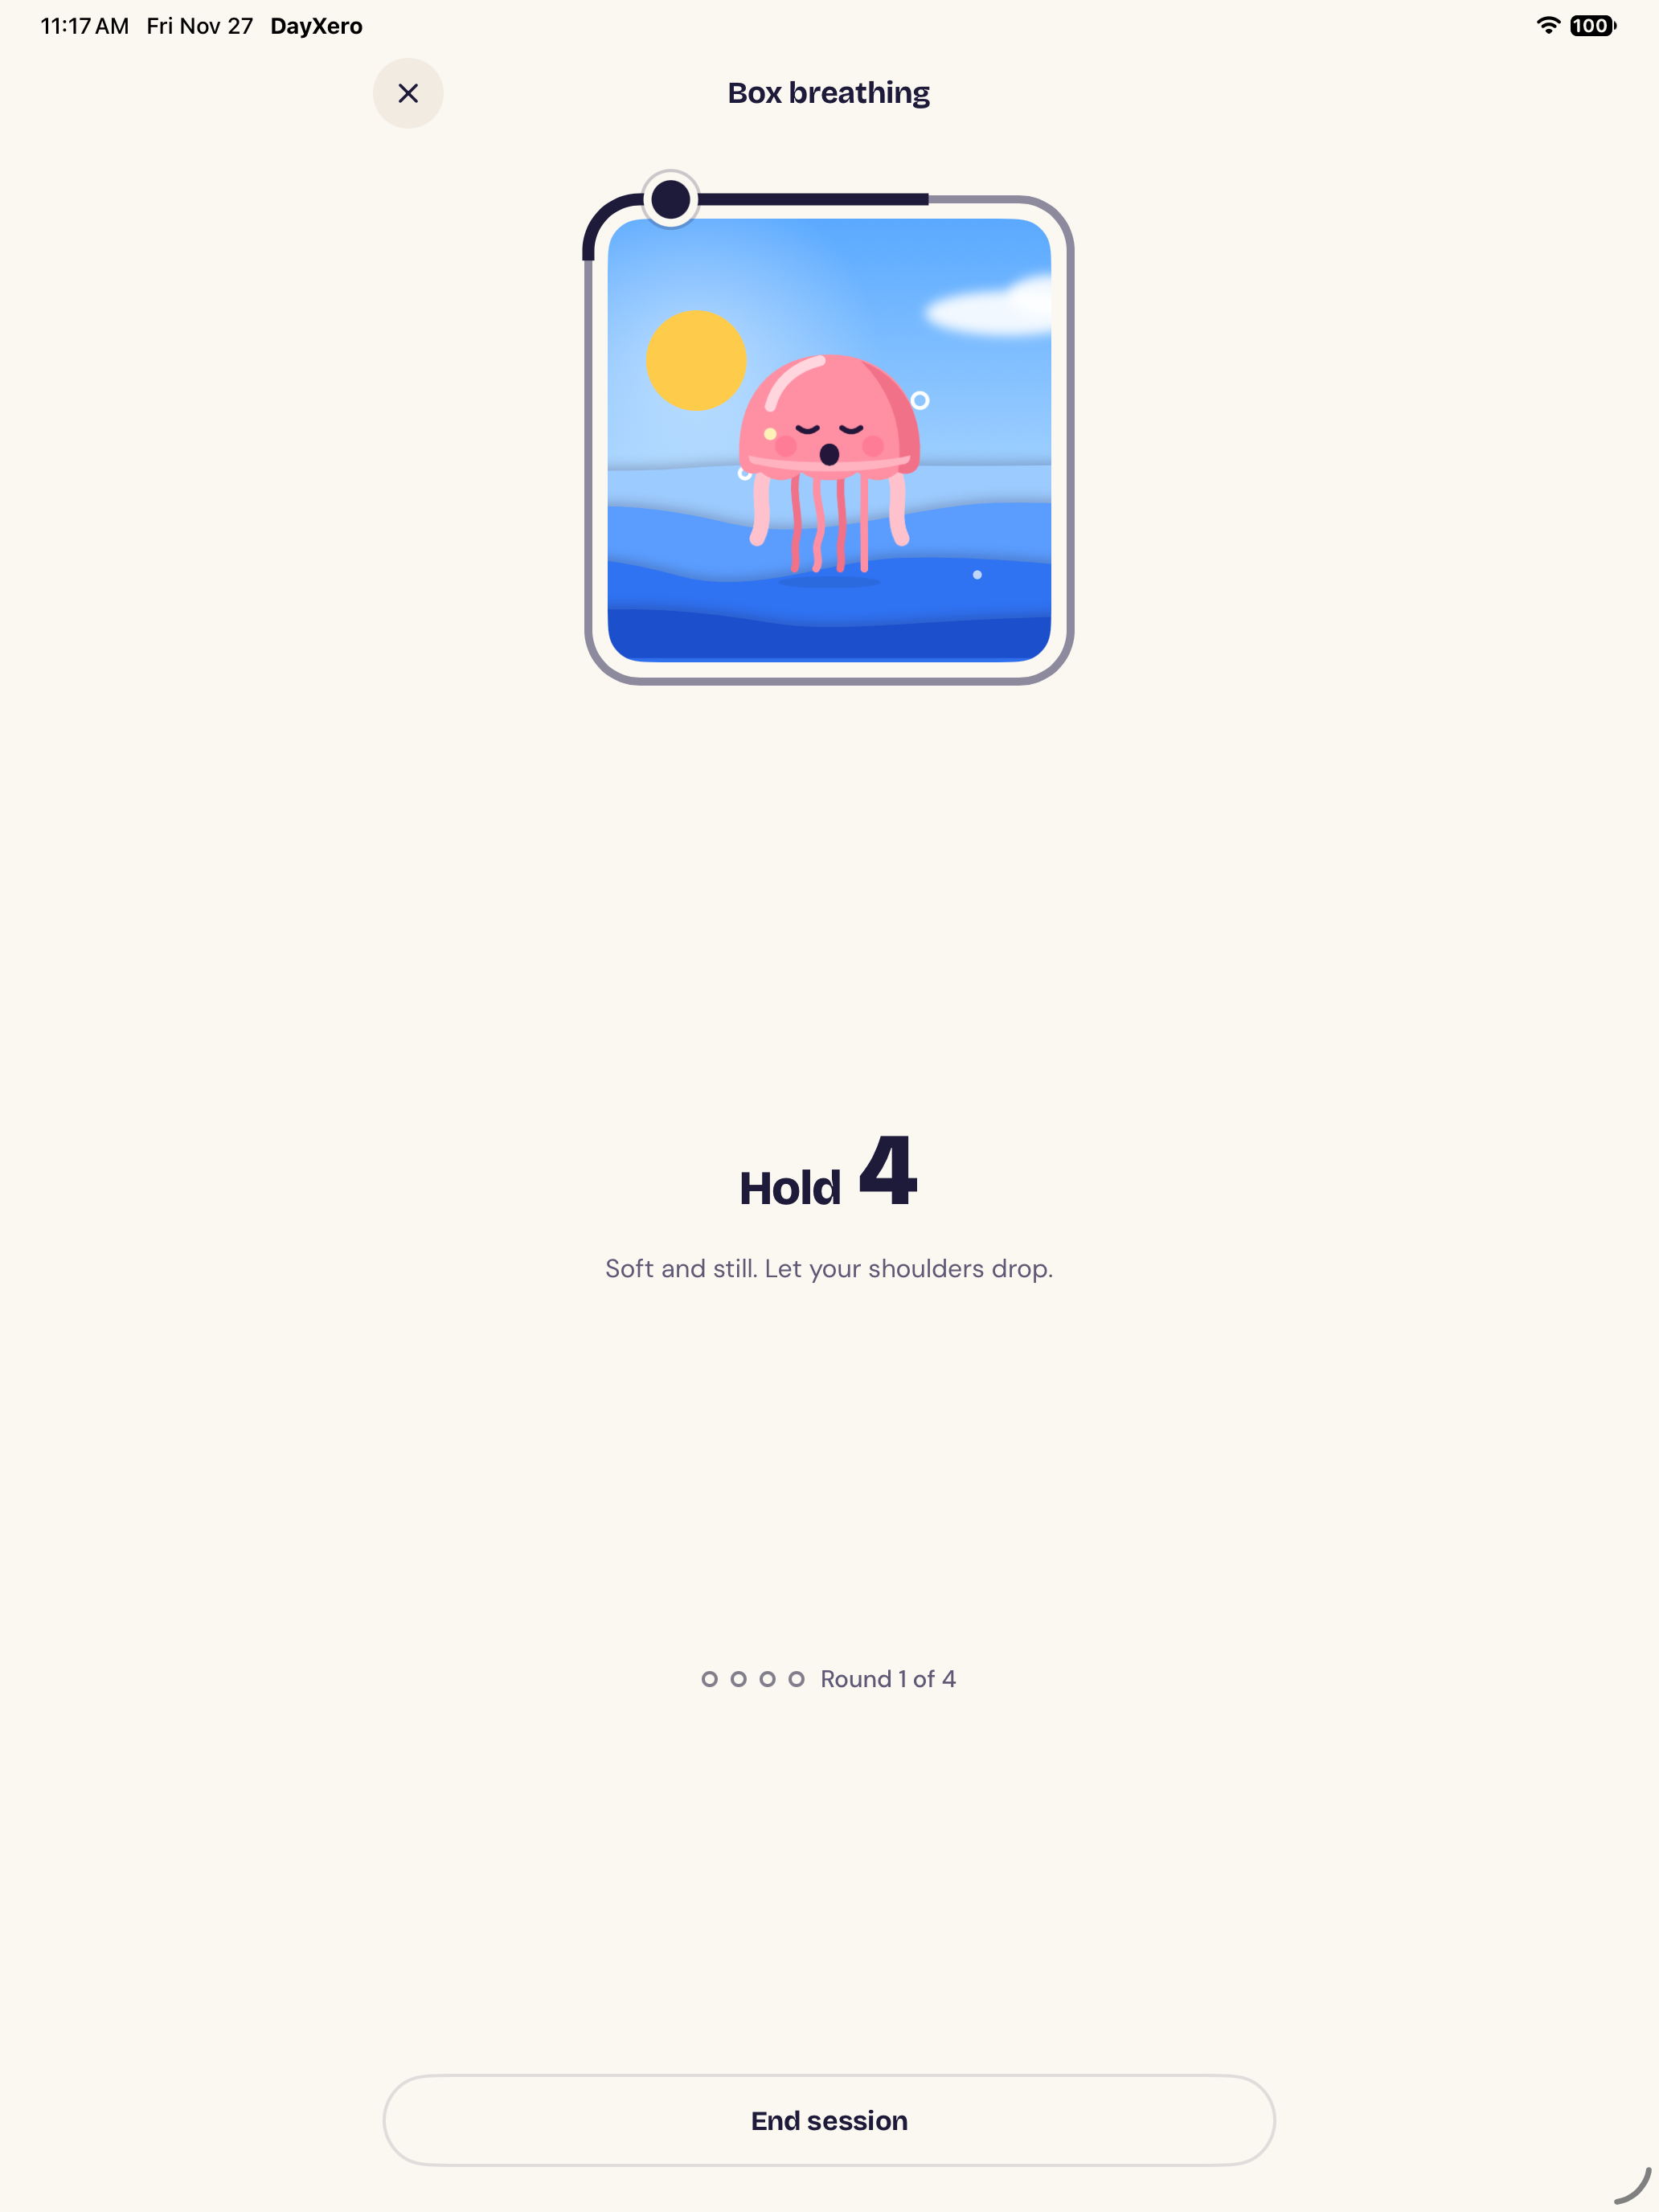 11:17 AM Fri Nov 27 DayXero 100
Box breathing
Hold 4
Soft and still. Let your shoulders drop.
Round 1 of 4
End session